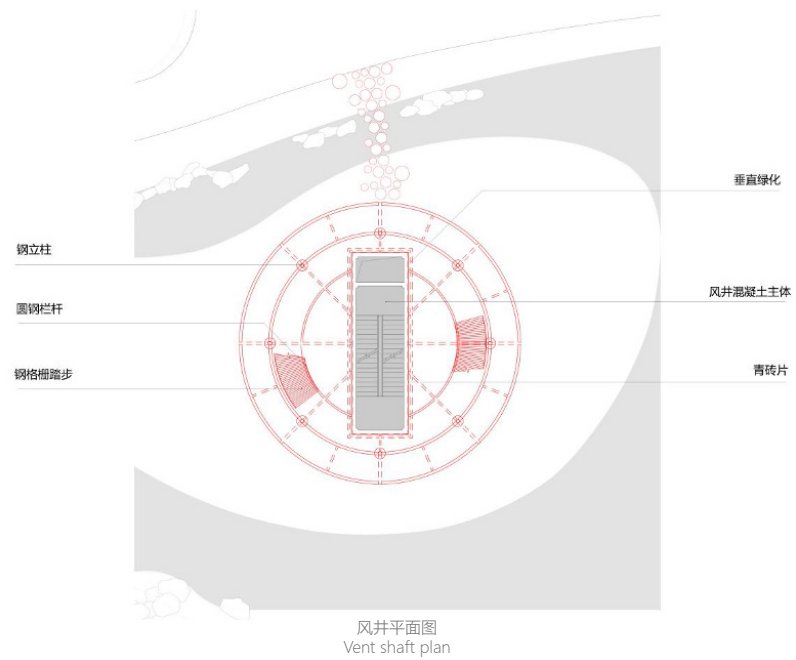 垂直绿化
钢立柱
风井混凝土主体
圆钢栏杆
青砖片
钢格栅踏步
风井平面图
Vent shaft plan